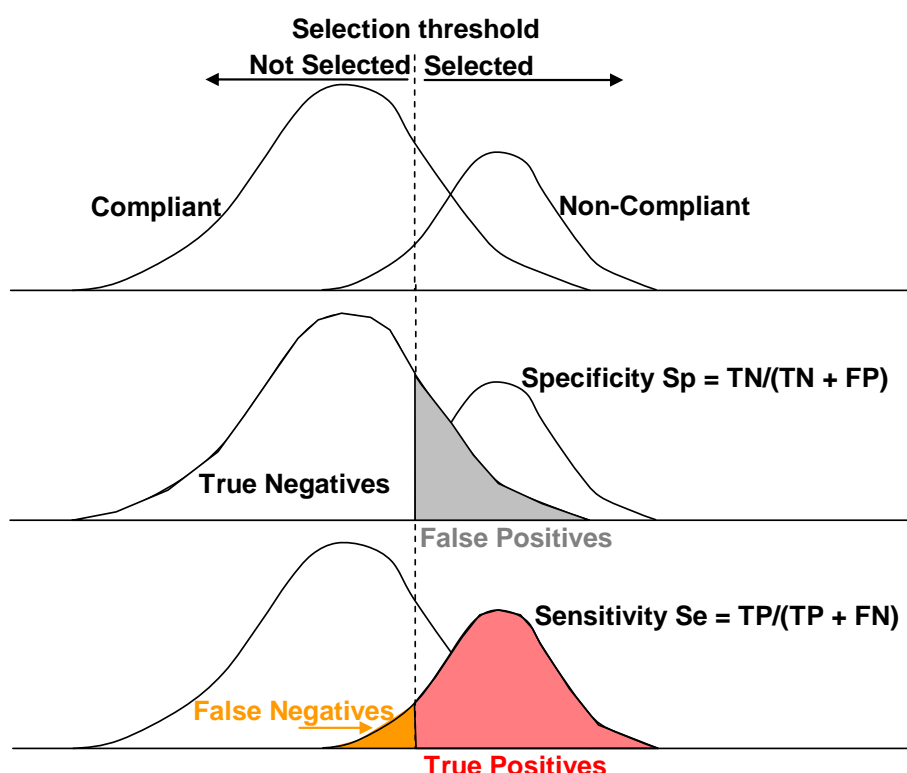 Selection threshold
Not Selected Selected
Compliant
Non-Compliant
Specificity Sp = TN/(TN + FP)
True Negatives
False Positives
Sensitivity Se = TP/(TP + FN)
False Negatives
True Positives